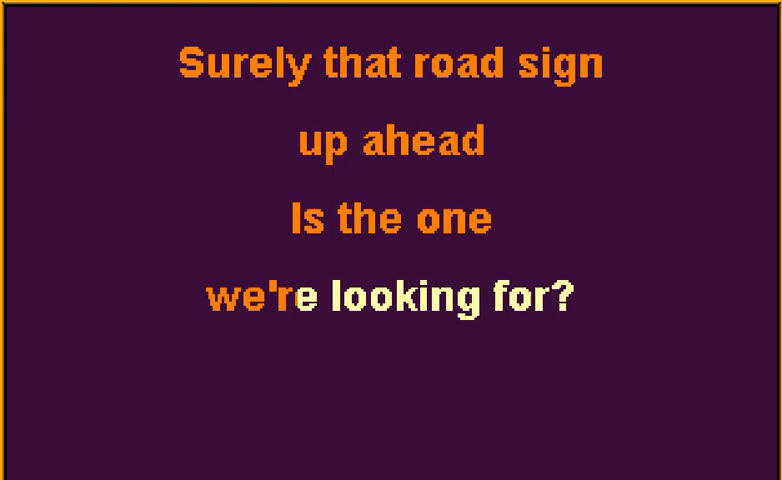 Surely that road sign
up ahead
Is the one
we're looking for?